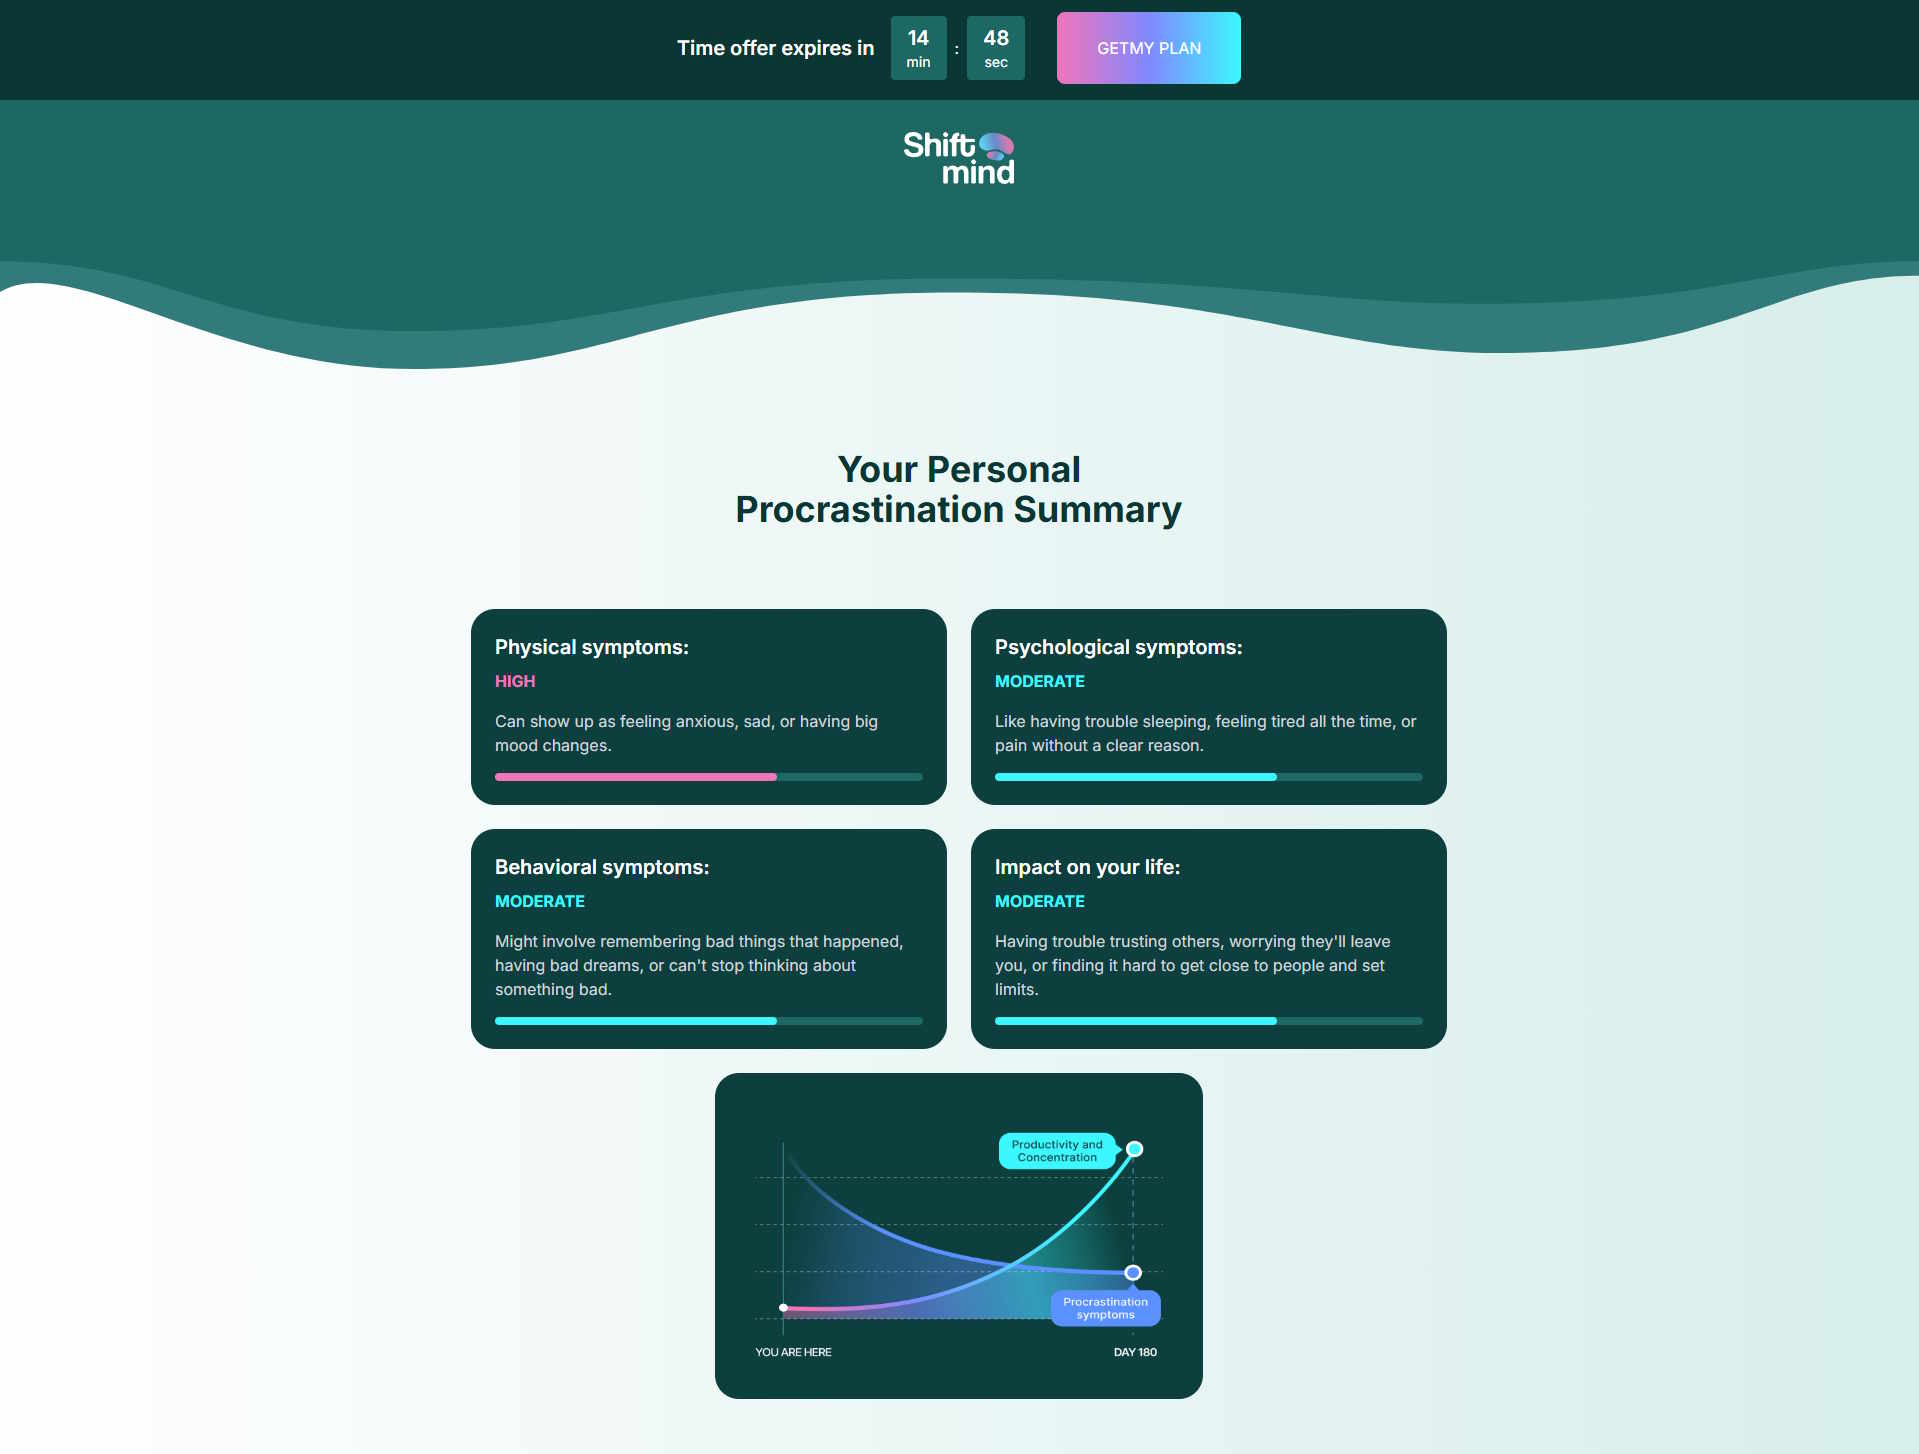 Time offer expires in
14
min
:
48
sec
GETMY PLAN
Shift
mind
Your Personal
Procrastination Summary
Physical symptoms:
HIGH
Can show up as feeling anxious, sad, or having big
mood changes.
Psychological symptoms:
MODERATE
Like having trouble sleeping, feeling tired all the time, or
pain without a clear reason.
Behavioral symptoms:
MODERATE
Might involve remembering bad things that happened,
having bad dreams, or can't stop thinking about
something bad.
Impact on your life:
MODERATE
Having trouble trusting others, worrying they'll leave
you, or finding it hard to get close to people and set
limits.
Productivity and
Concentration
Procrastination
symptoms
YOU ARE HERE
DAY 180